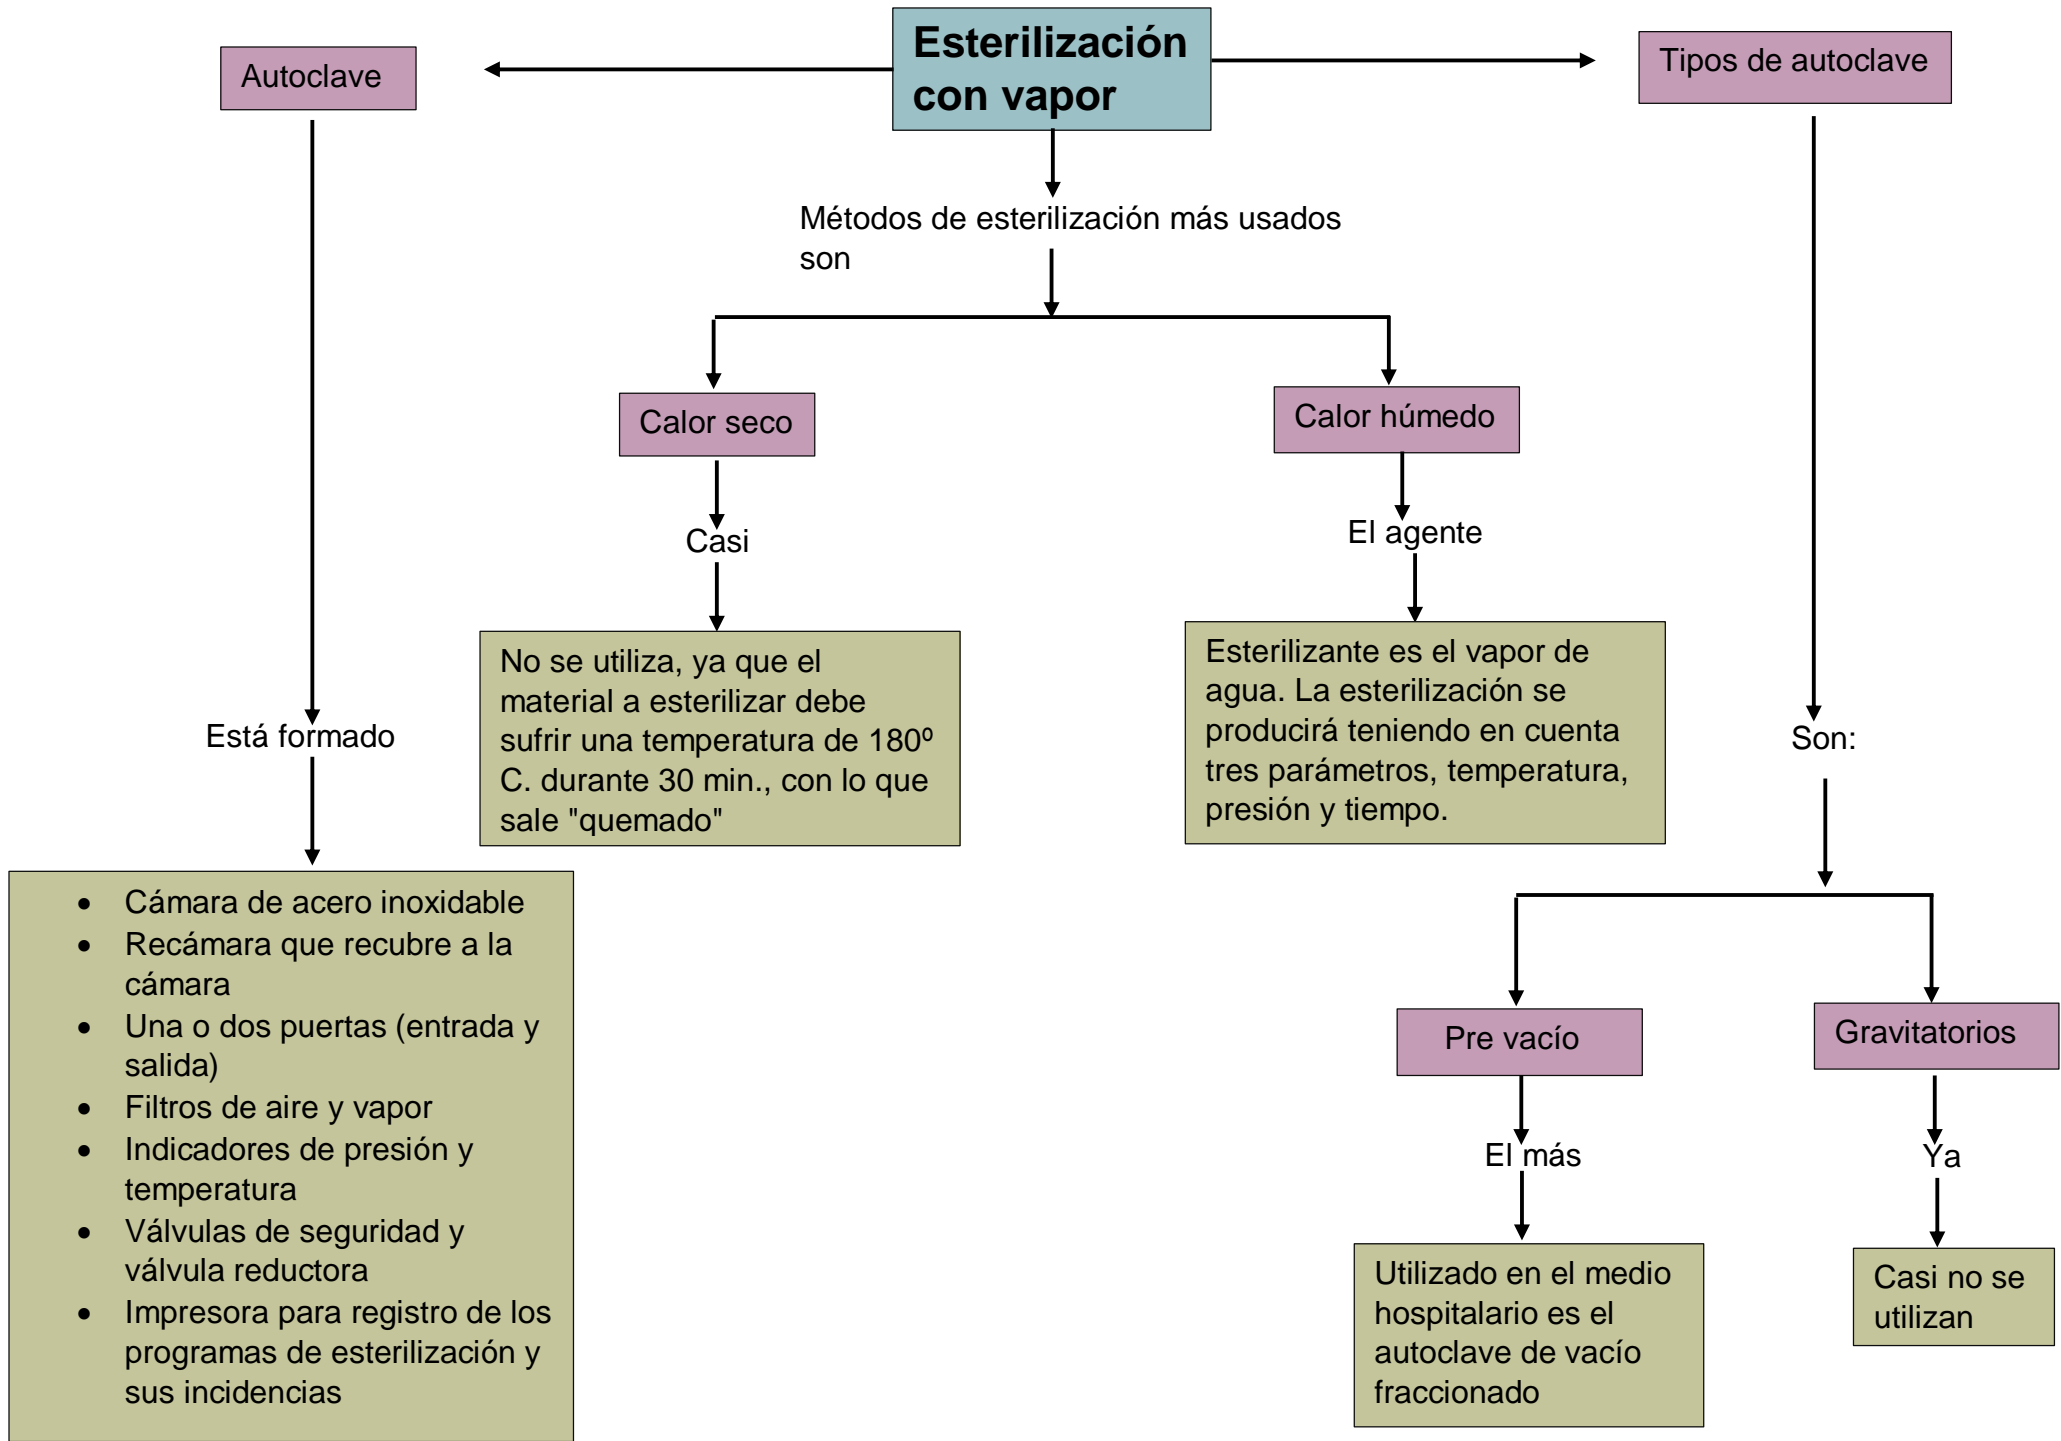 Esterilización
con vapor
Autoclave
Tipos de autoclave
Métodos de esterilización más usados
son
Calor seco
Calor húmedo
Casi
El agente
No se utiliza, ya que el
material a esterilizar debe
sufrir una temperatura de 180º
C. durante 30 min., con lo que
sale "quemado"
Esterilizante es el vapor de
agua. La esterilización se
producirá teniendo en cuenta
tres parámetros, temperatura,
presión y tiempo.
Está formado
Son:
• Cámara de acero inoxidable
• Recámara que recubre a la
cámara
• Una o dos puertas (entrada y
salida)
• Filtros de aire y vapor
• Indicadores de presión y
temperatura
• Válvulas de seguridad y
válvula reductora
• Impresora para registro de los
programas de esterilización y
sus incidencias
Pre vacío
Gravitatorios
El más
Ya
Utilizado en el medio
hospitalario es el
autoclave de vacío
fraccionado
Casi no se
utilizan